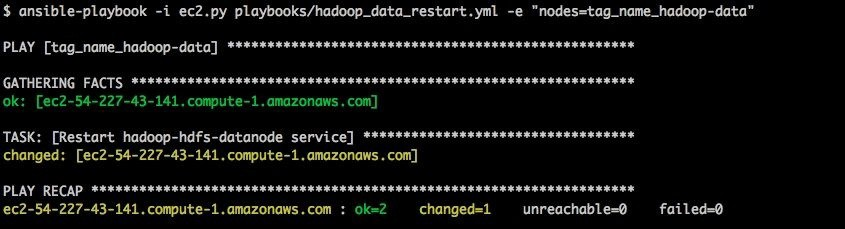 $ ansible-playbook -i ec2.py playbooks/hadoop_data_restart.yml -e "nodes=tag_name_hadoop-data"
PLAY [tag_name_hadoop-data] *********************************************
GATHERING FACTS *******************************************************
ok: [ec2-54-227-43-141.compute-1.amazonaws.com]
TASK: [Restart hadoop-hdfs-datanode service] ******************************
changed: [ec2-54-227-43-141.compute-1.amazonaws.com]
PLAY RECAP ************************************************************
ec2-54-227-43-141.compute-1.amazonaws.com : ok=2    changed=1    unreachable=0    failed=0